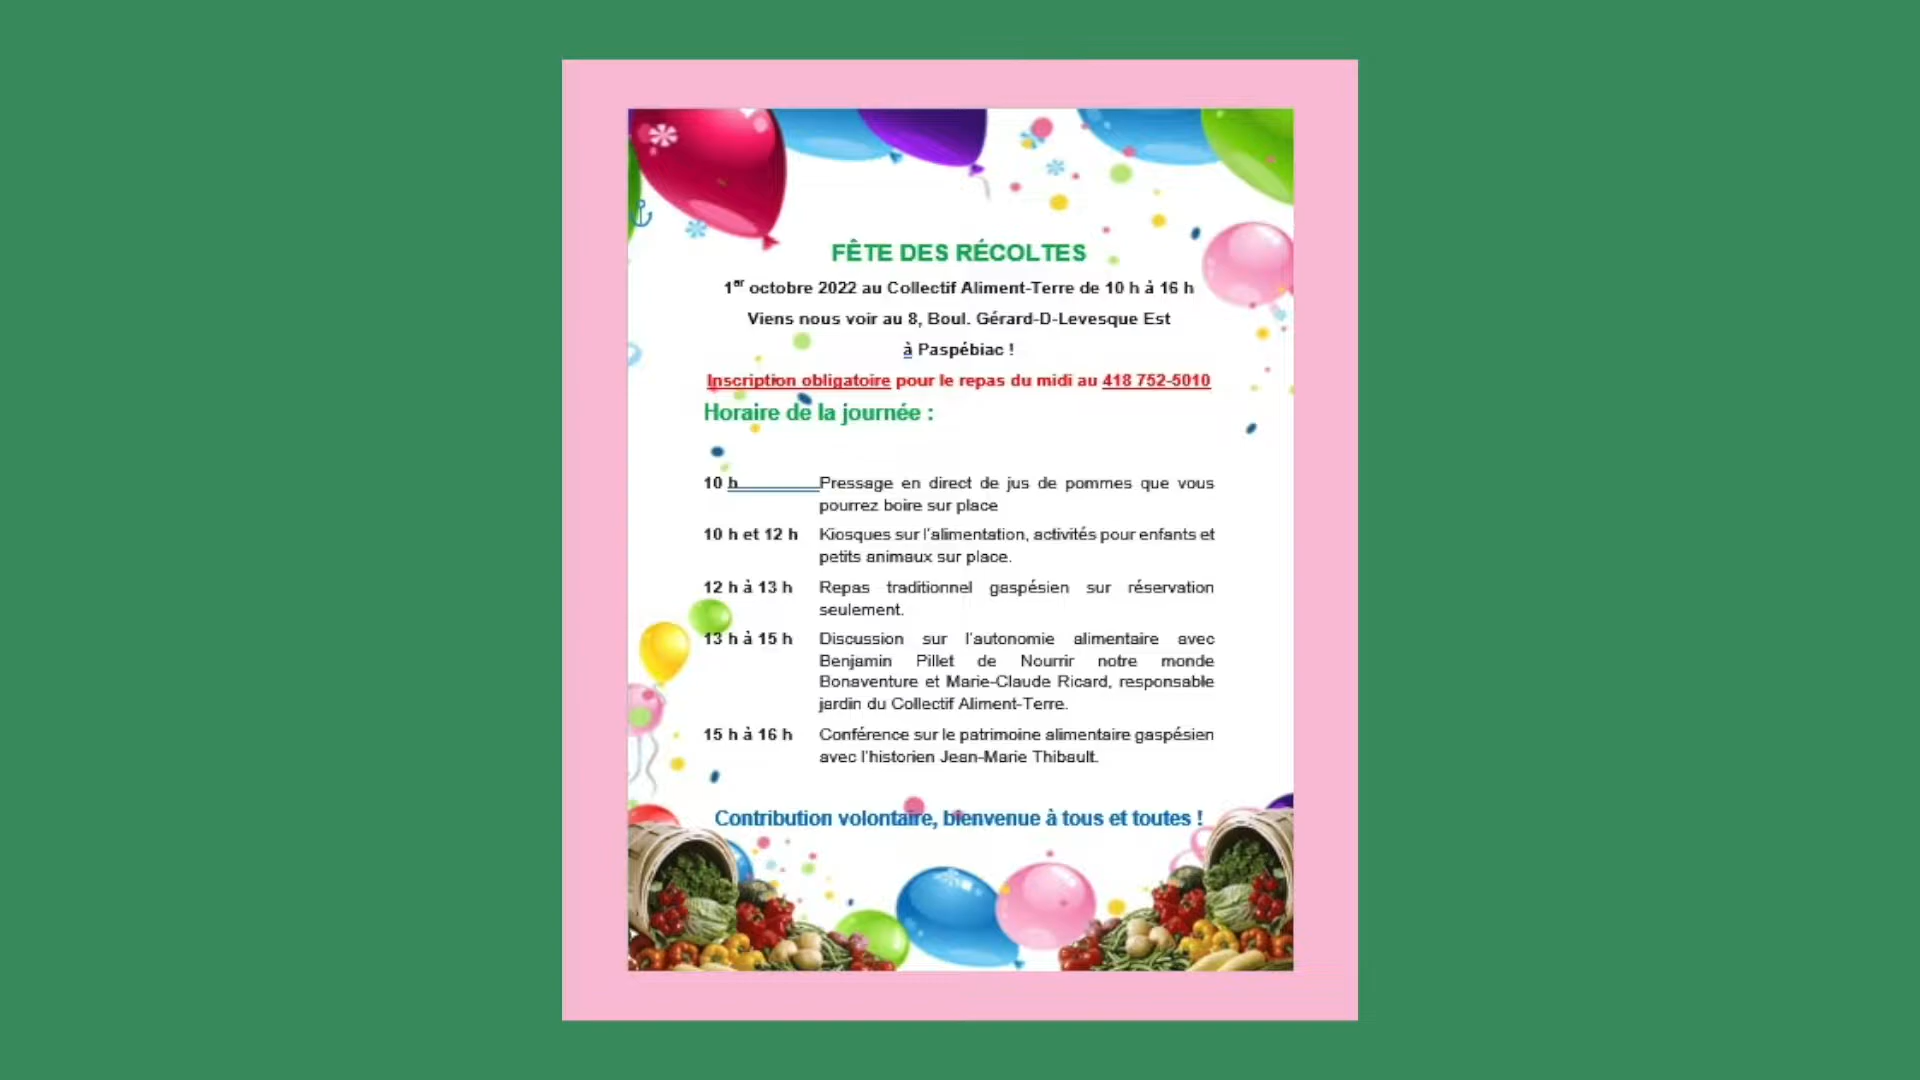 FÊTE DES RÉCOLTES
1er octobre 2022 au Collectif Aliment-Terre de 10 h à 16 h
Viens nous voir au 8, Boul. Gérard-D-Levesque Est
à Paspébiac !
Inscription obligatoire pour le repas du midi au 418 752-5010
Horaire de la journée :
10 h Pressage en direct de jus de pommes que vous
pourrez boire sur place
10 h et 12 h Kiosques sur l'alimentation, activités pour enfants et
petits animaux sur place.
12 h à 13 h Repas traditionnel gaspésien sur réservation
seulement.
13 h à 15 h Discussion sur l'autonomie alimentaire avec
Benjamin Pillet de Nourrir notre monde
Bonaventure et Marie-Claude Ricard, responsable
jardin du Collectif Aliment-Terre.
15 h à 16 h Conférence sur le patrimoine alimentaire gaspésien
avec l'historien Jean-Marie Thibault.
Contribution volontaire, bienvenue à tous et toutes !